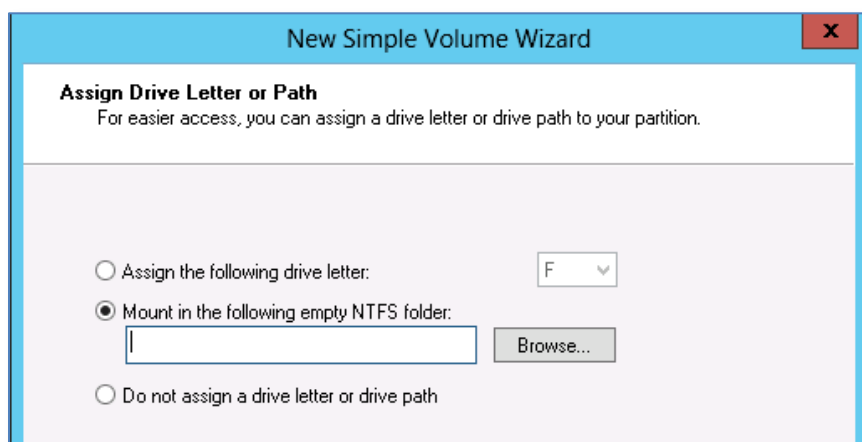 New Simple Volume Wizard
x
Assign Drive Letter or Path
For easier access, you can assign a drive letter or drive path to your partition.
Assign the following drive letter: F
Mount in the following empty NTFS folder:
Browse...
Do not assign a drive letter or drive path